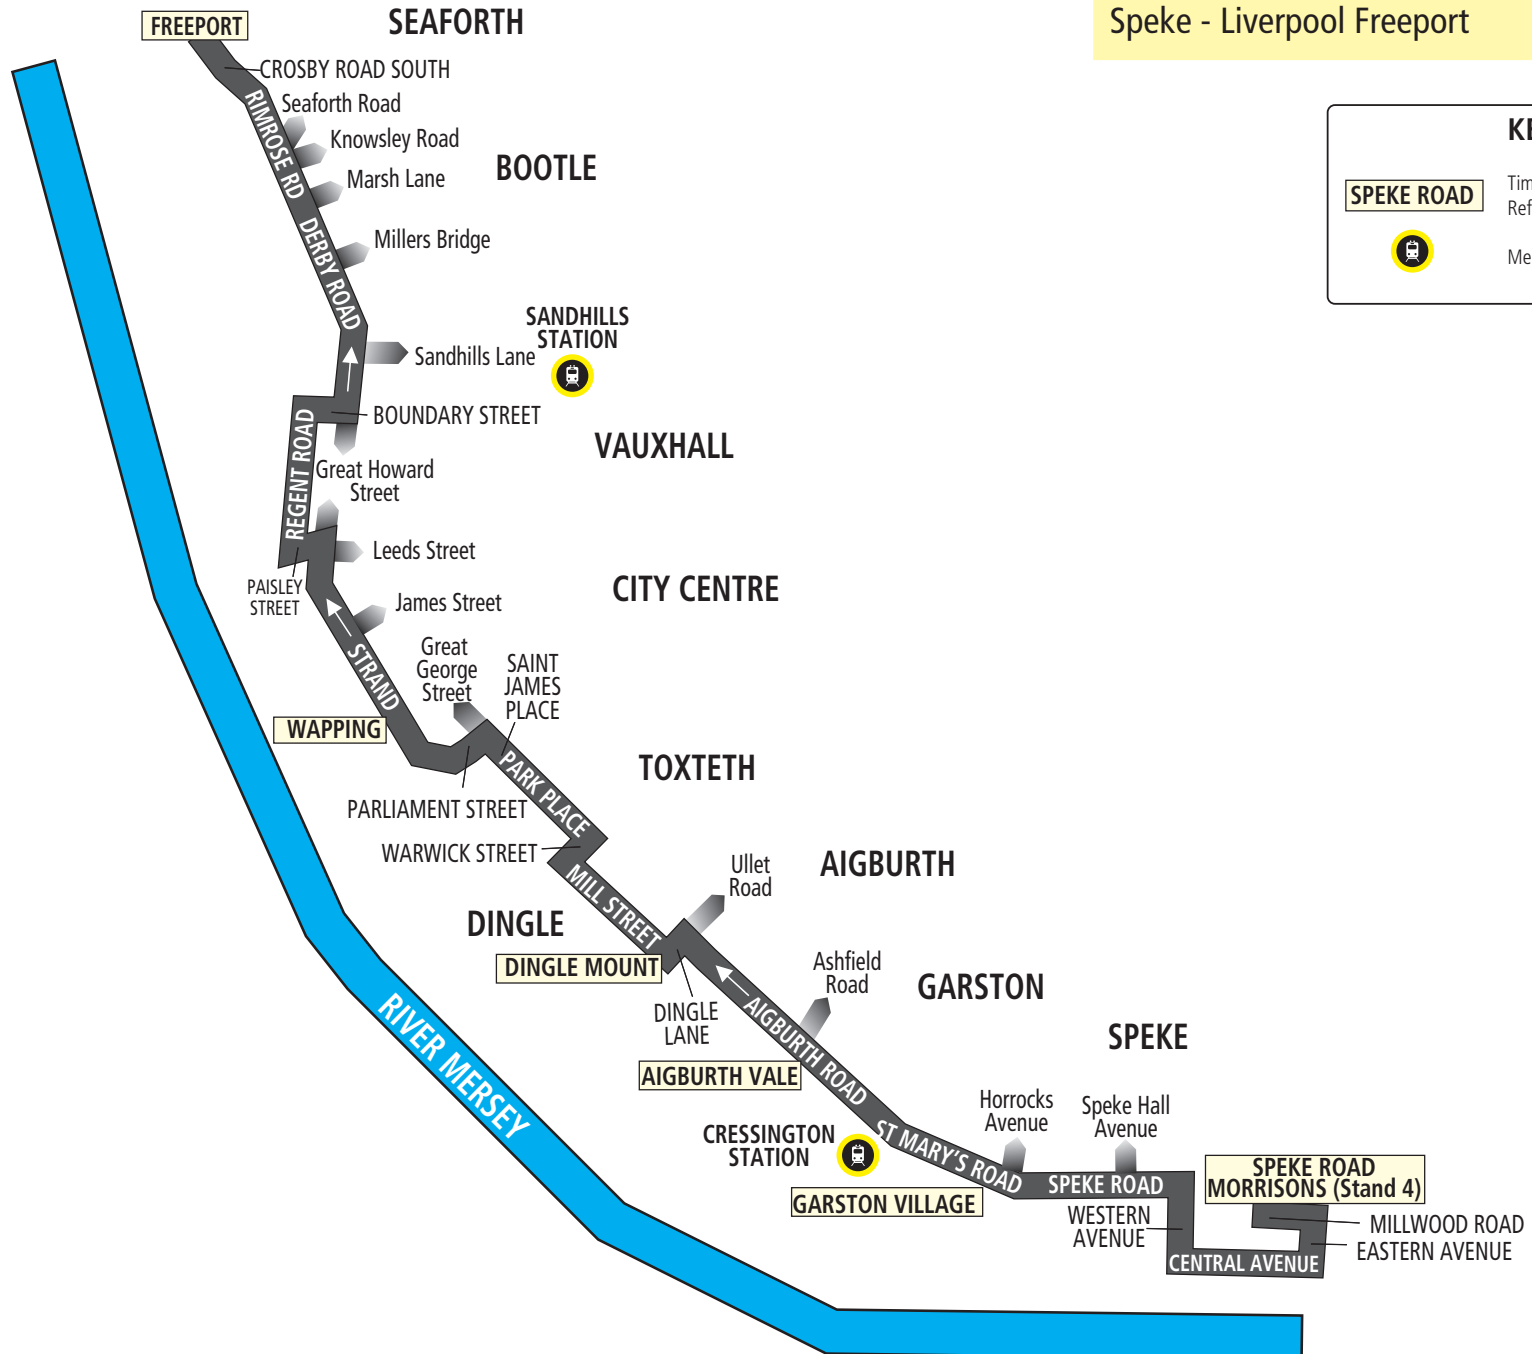 Speke - Liverpool Freeport
FREEPORT
SEAFORTH
CROSBY ROAD SOUTH
Seaforth Road
RIMROSE RD
Knowsley Road
BOOTLE
Marsh Lane
DERBY ROAD
Millers Bridge
SPEKE ROAD
SANDHILLS
STATION
Sandhills Lane
BOUNDARY STREET
REGENT ROAD
VAUXHALL
Great Howard
Street
Leeds Street
PAISLEY
STREET
CITY CENTRE
James Street
STRAND
Great
George
Street
SAINT
JAMES
PLACE
WAPPING
PARK PLACE
TOXTETH
PARLIAMENT STREET
WARWICK STREET
MILL STREET
Ullet
Road
AIGBURTH
DINGLE
DINGLE MOUNT
DINGLE
LANE
Ashfield
Road
GARSTON
AIGBURTH ROAD
RIVER MERSEY
AIGBURTH VALE
SPEKE
CRESSINGTON
STATION
ST MARY'S ROAD
Horrocks
Avenue
Speke Hall
Avenue
GARSTON VILLAGE
SPEKE ROAD
SPEKE ROAD
MORRISONS (Stand 4)
WESTERN
AVENUE
MILLWOOD ROAD
EASTERN AVENUE
CENTRAL AVENUE